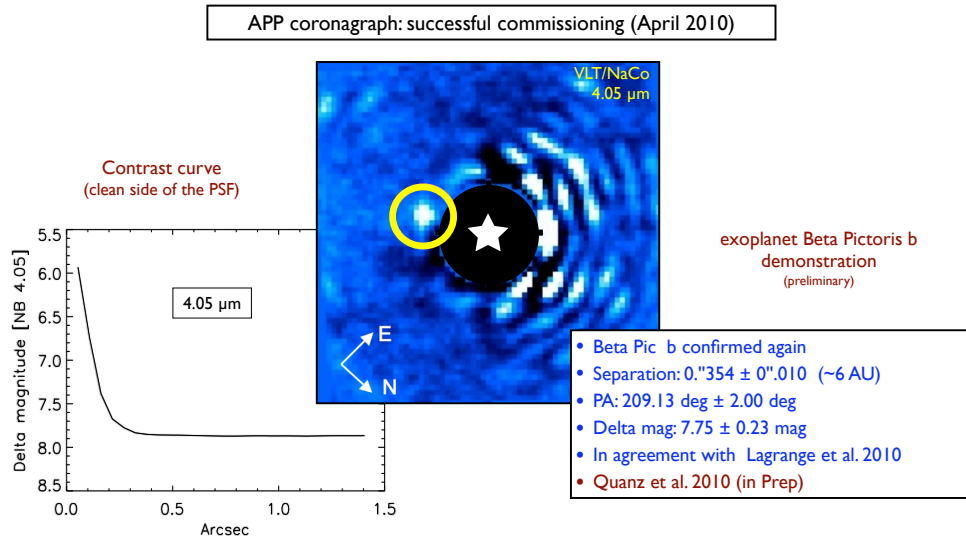 APP coronagraph: successful commissioning (April 2010)
VLT/NaCo
4.05 μm
Contrast curve
(clean side of the PSF)
5.5
6.0
6.5
7.0
7.5
8.0
8.5
Delta magnitude [NB 4.05]
4.05 μm
0.0
0.5
1.0
1.5
Arcsec
E
N
exoplanet Beta Pictoris b
demonstration
(preliminary)
• Beta Pic b confirmed again
• Separation: 0."354 ± 0".010 (~6 AU)
• PA: 209.13 deg ± 2.00 deg
• Delta mag: 7.75 ± 0.23 mag
• In agreement with Lagrange et al. 2010
• Quanz et al. 2010 (in Prep)